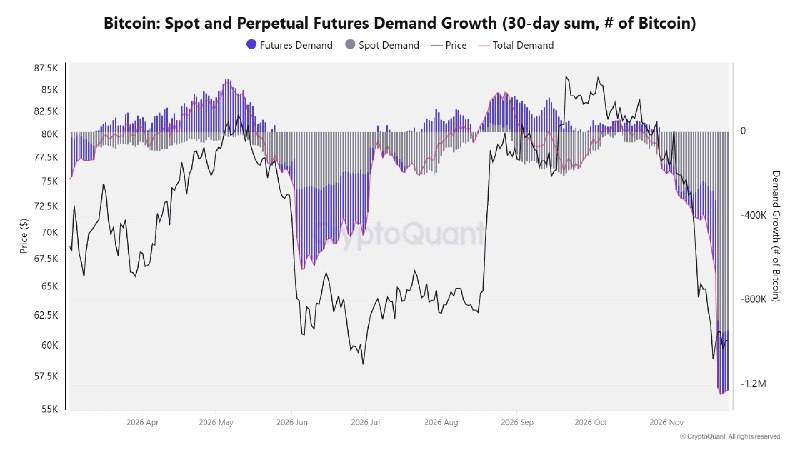 Bitcoin: Spot and Perpetual Futures Demand Growth (30-day sum, # of Bitcoin)
Futures Demand Spot Demand Price Total Demand
87.5K
85K
82.5K
80K
77.5K
75K
72.5K
70K
67.5K
65K
62.5K
60K
57.5K
55K
Price ($)
CryptoQuant
0
-400K
-800K
-1.2M
Demand Growth (# of Bitcoin)
2026 Apr 2026 May 2026 Jun 2026 Jul 2026 Aug 2026 Sep 2026 Oct 2026 Nov
© CryptoQuant. All rights reserved